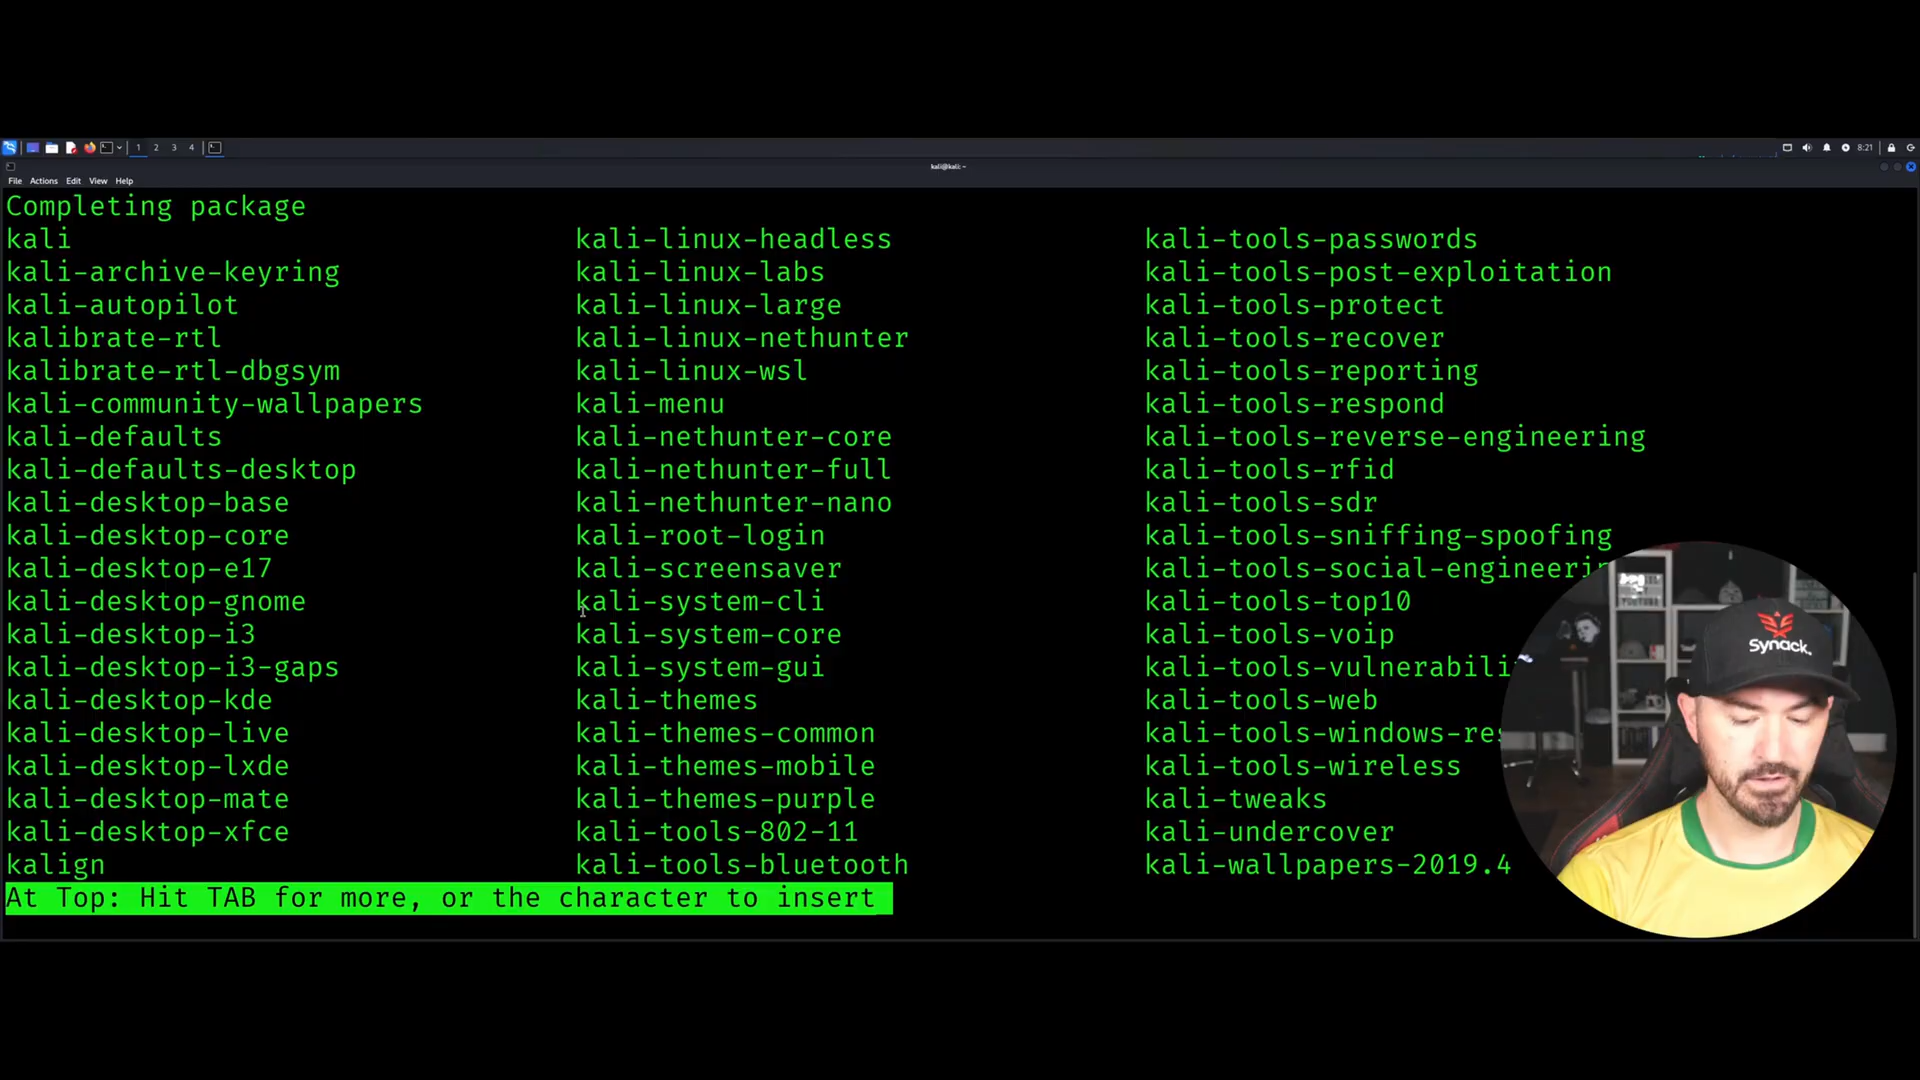 1 2 3 4
8:21
kali@kali: ~
File Actions Edit View Help
Completing package
kali kali-linux-headless kali-tools-passwords
kali-archive-keyring kali-linux-labs kali-tools-post-exploitation
kali-autopilot kali-linux-large kali-tools-protect
kalibrate-rtl kali-linux-nethunter kali-tools-recover
kalibrate-rtl-dbgsym kali-linux-wsl kali-tools-reporting
kali-community-wallpapers kali-menu kali-tools-respond
kali-defaults kali-nethunter-core kali-tools-reverse-engineering
kali-defaults-desktop kali-nethunter-full kali-tools-rfid
kali-desktop-base kali-nethunter-nano kali-tools-sdr
kali-desktop-core kali-root-login kali-tools-sniffing-spoofing
kali-desktop-e17 kali-screensaver kali-tools-social-engineerin
kali-desktop-gnome kali-system-cli kali-tools-top10
kali-desktop-i3 kali-system-core kali-tools-voip
kali-desktop-i3-gaps kali-system-gui kali-tools-vulnerabili
kali-desktop-kde kali-themes kali-tools-web
kali-desktop-live kali-themes-common kali-tools-windows-res
kali-desktop-lxde kali-themes-mobile kali-tools-wireless
kali-desktop-mate kali-themes-purple kali-tweaks
kali-desktop-xfce kali-tools-802-11 kali-undercover
kalign kali-tools-bluetooth kali-wallpapers-2019.4
At Top: Hit TAB for more, or the character to insert
Synack.